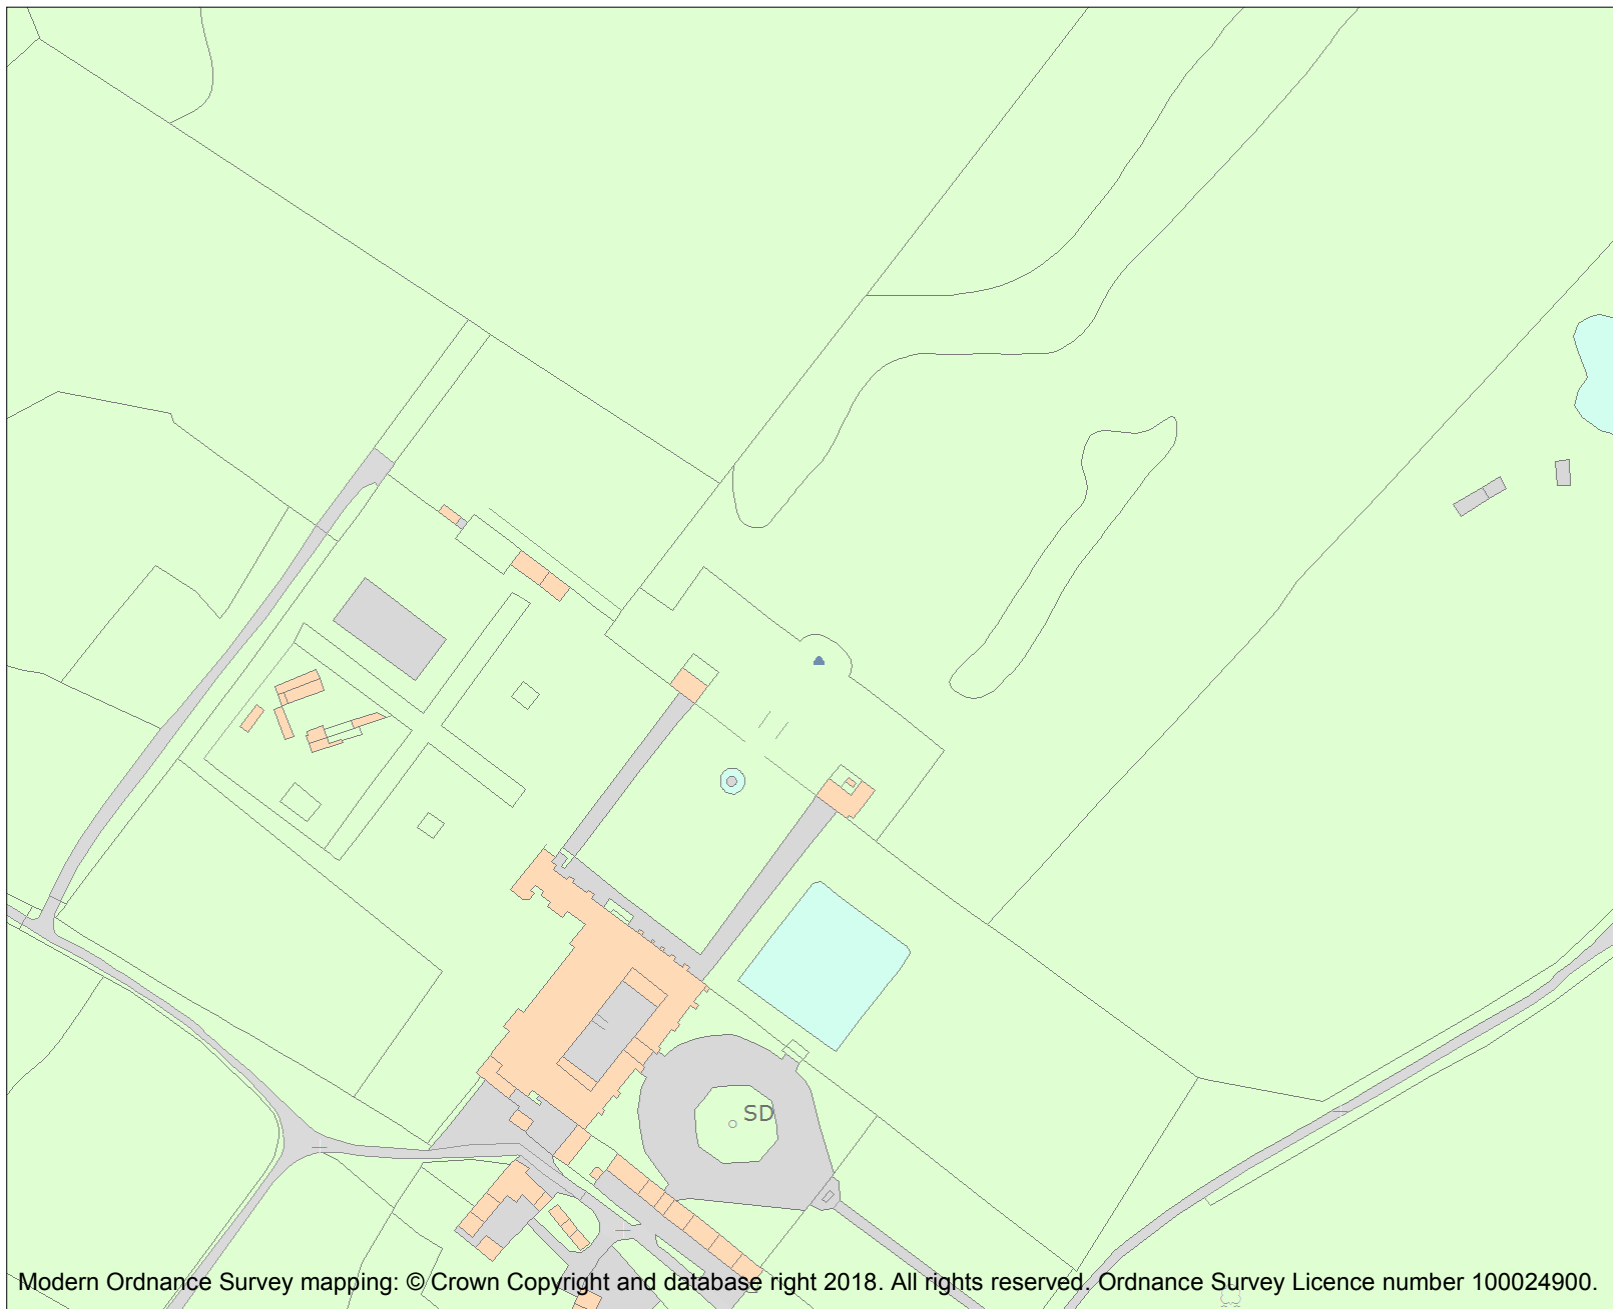 SD
Modern Ordnance Survey mapping: © Crown Copyright and database right 2018. All rights reserved. Ordnance Survey Licence number 100024900.